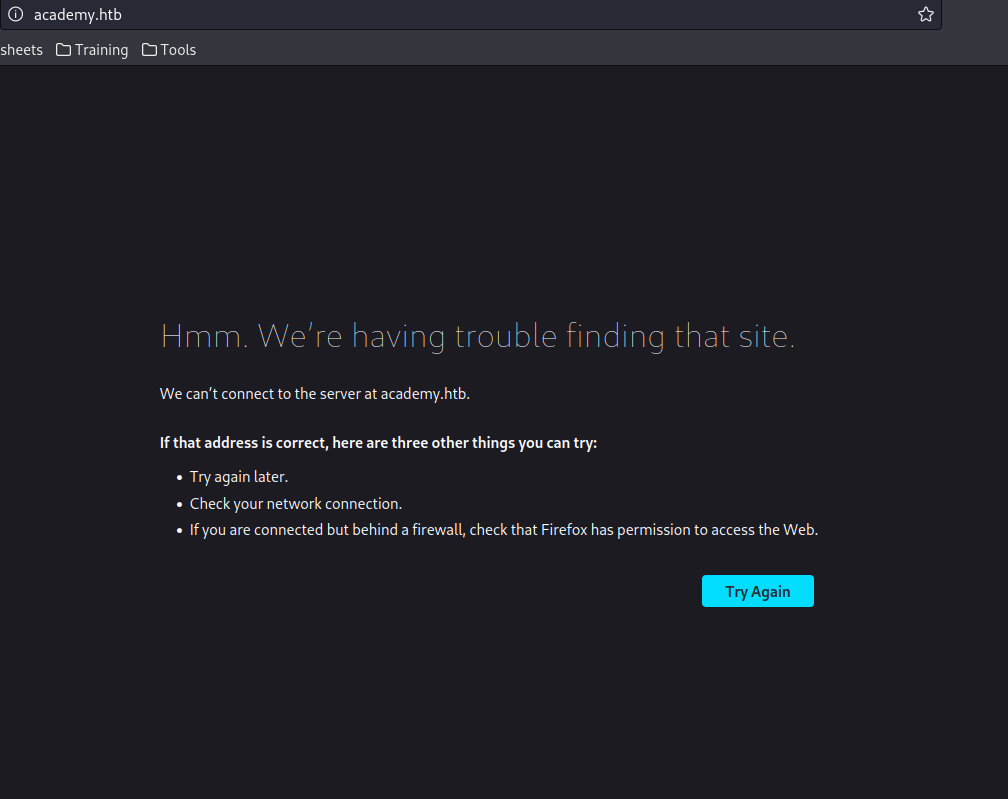 academy.htb
sheets Training Tools
Hmm. We’re having trouble finding that site.
We can’t connect to the server at academy.htb.
If that address is correct, here are three other things you can try:
• Try again later.
• Check your network connection.
• If you are connected but behind a firewall, check that Firefox has permission to access the Web.
Try Again